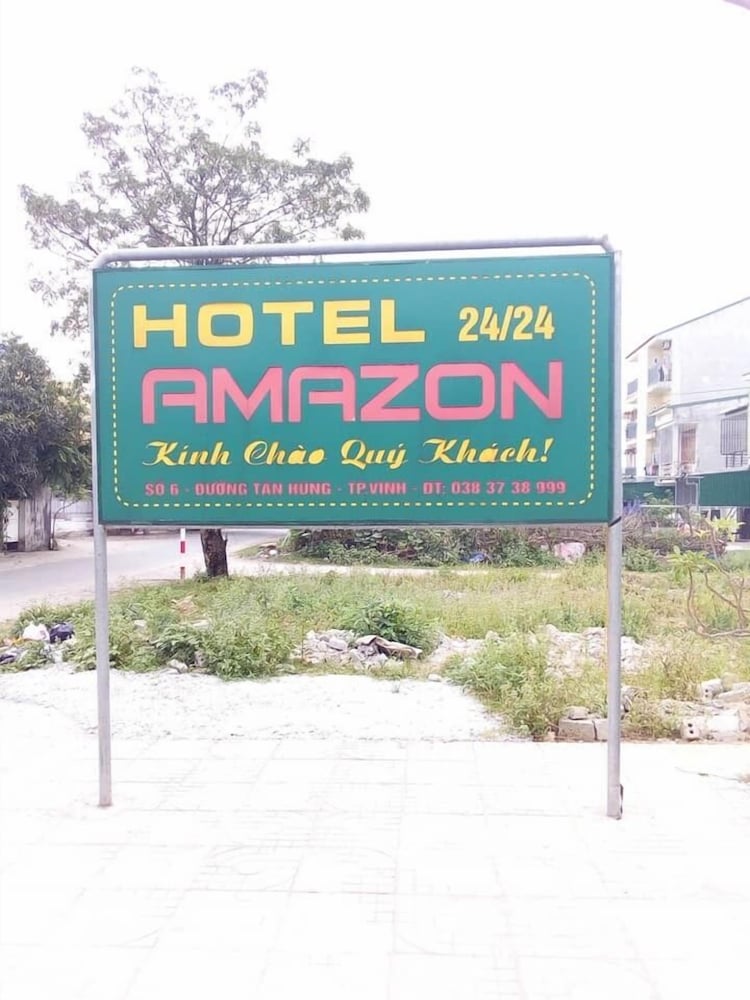 HOTEL 24/24
AMAZON
Kính Chào Quý Khách!
SỐ 6 - ĐƯỜNG TAN HUNG - TP.VINH - ĐT: 038 37 38 999